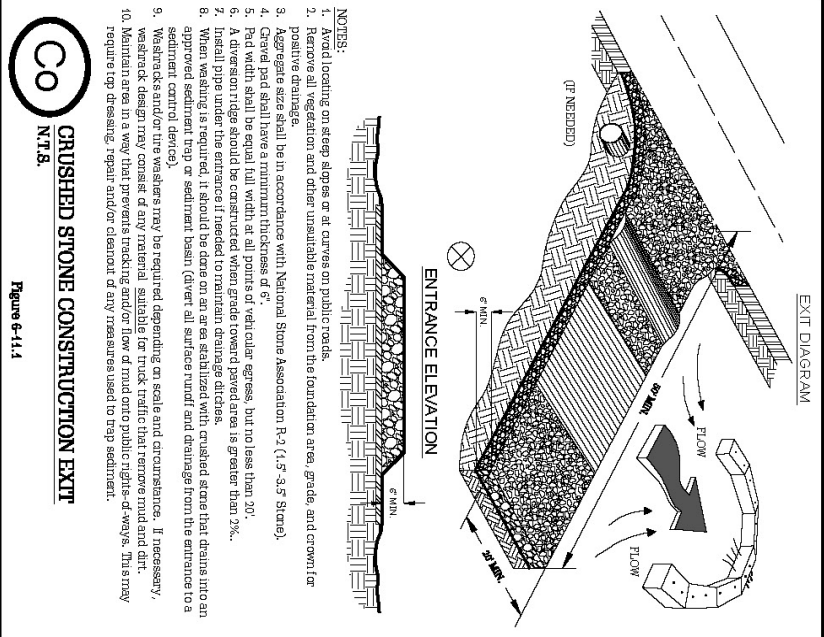 EXIT DIAGRAM
(IF NEEDED)
50' MIN.
FLOW
FLOW
6" MIN.
20' MIN.
ENTRANCE ELEVATION
6" MIN.
NOTES:
1. Avoid locating on steep slopes or at curves on public roads.
2. Remove all vegetation and other unsuitable material from the foundation area, grade, and crown for
positive drainage.
3. Aggregate size shall be in accordance with National Stone Association R-2 (1.5"-3.5" Stone).
4. Gravel pad shall have a minimum thickness of 6".
5. Pad width shall be equal full width at all points of vehicular egress, but no less than 20'.
6. A diversion ridge should be constructed when grade toward paved area is greater than 2%.
7. Install pipe under the entrance if needed to maintain drainage ditches.
8. When washing is required, it should be done on an area stabilized with crushed stone that drains into an
approved sediment trap or sediment basin (divert all surface runoff and drainage from the entrance to a
sediment control device).
9. Washracks and/or tire washers may be required depending on scale and circumstance. If necessary,
washrack design may consist of any material suitable for truck traffic that remove mud and dirt.
10. Maintain area in a way that prevents tracking and/or flow of mud onto public rights-of-ways. This may
require top dressing, repair and/or cleanout of any measures used to trap sediment.
Co
CRUSHED STONE CONSTRUCTION EXIT
N.T.S.
Figure 6-14.1